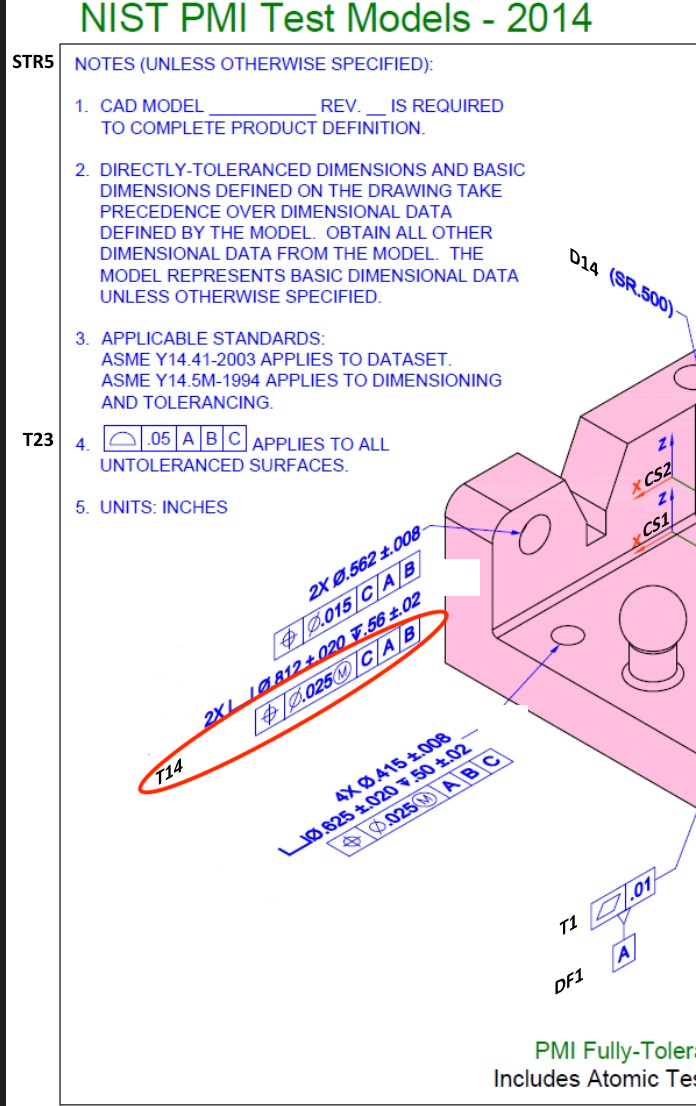 NIST PMI Test Models - 2014
STR5
NOTES (UNLESS OTHERWISE SPECIFIED):
1. CAD MODEL __________ REV. __ IS REQUIRED
TO COMPLETE PRODUCT DEFINITION.
2. DIRECTLY-TOLERANCED DIMENSIONS AND BASIC
DIMENSIONS DEFINED ON THE DRAWING TAKE
PRECEDENCE OVER DIMENSIONAL DATA
DEFINED BY THE MODEL. OBTAIN ALL OTHER
DIMENSIONAL DATA FROM THE MODEL. THE
MODEL REPRESENTS BASIC DIMENSIONAL DATA
UNLESS OTHERWISE SPECIFIED.
3. APPLICABLE STANDARDS:
ASME Y14.41-2003 APPLIES TO DATASET.
ASME Y14.5M-1994 APPLIES TO DIMENSIONING
AND TOLERANCING.
T23
4. ⌓ .05 A B C APPLIES TO ALL
UNTOLERANCED SURFACES.
5. UNITS: INCHES
D14
(SR.500)
Z
X CS2
Z
X CS1
2X Ø.562 ±.008
⌖ Ø.015 C A B
2X ⌴ Ø.812 ±.020 ↧.56 ±.02
⌖ Ø.025Ⓜ C A B
T14
4X Ø.415 ±.008
⌴ Ø.625 ±.020 ↧.50 ±.02
⌖ Ø.025Ⓜ A B C
T1
⏥ .01
A
DF1
PMI Fully-Toler
Includes Atomic Tes